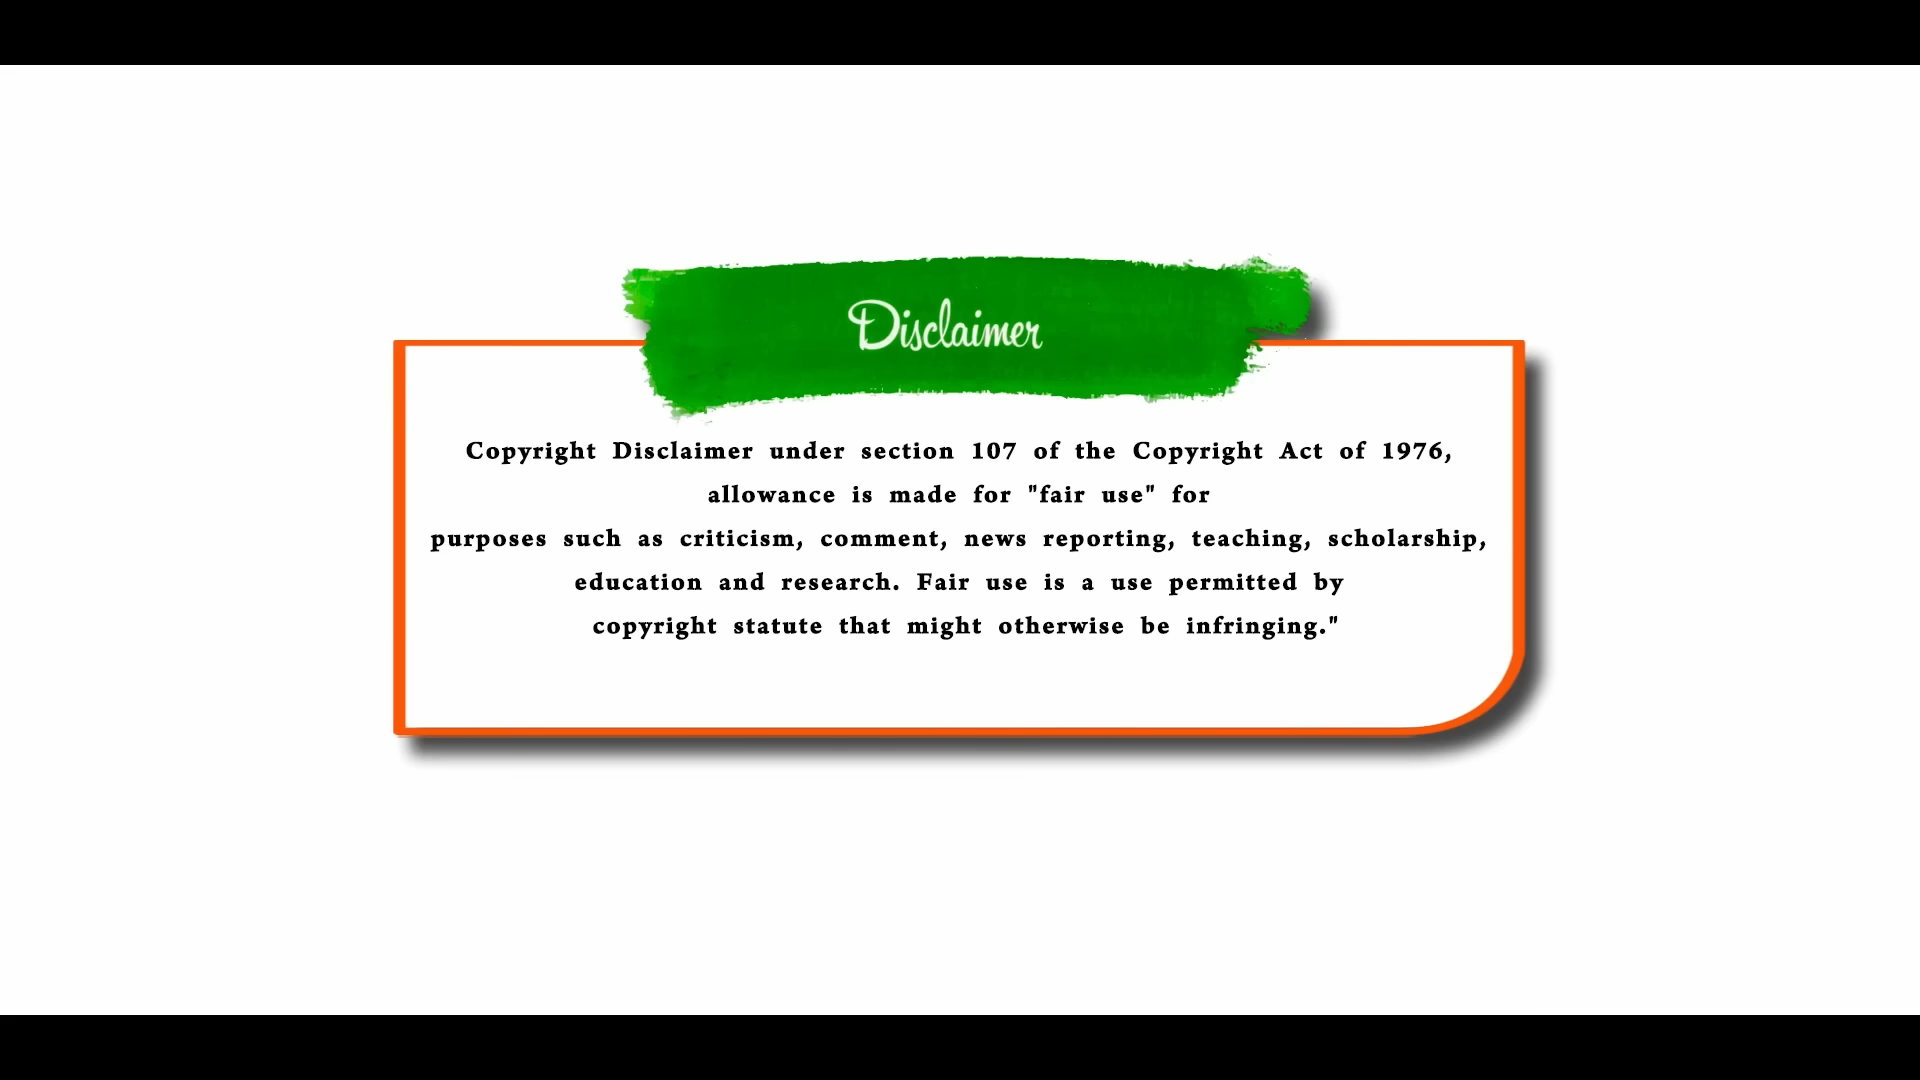 Disclaimer
Copyright Disclaimer under section 107 of the Copyright Act of 1976,
allowance is made for "fair use" for
purposes such as criticism, comment, news reporting, teaching, scholarship,
education and research. Fair use is a use permitted by
copyright statute that might otherwise be infringing."